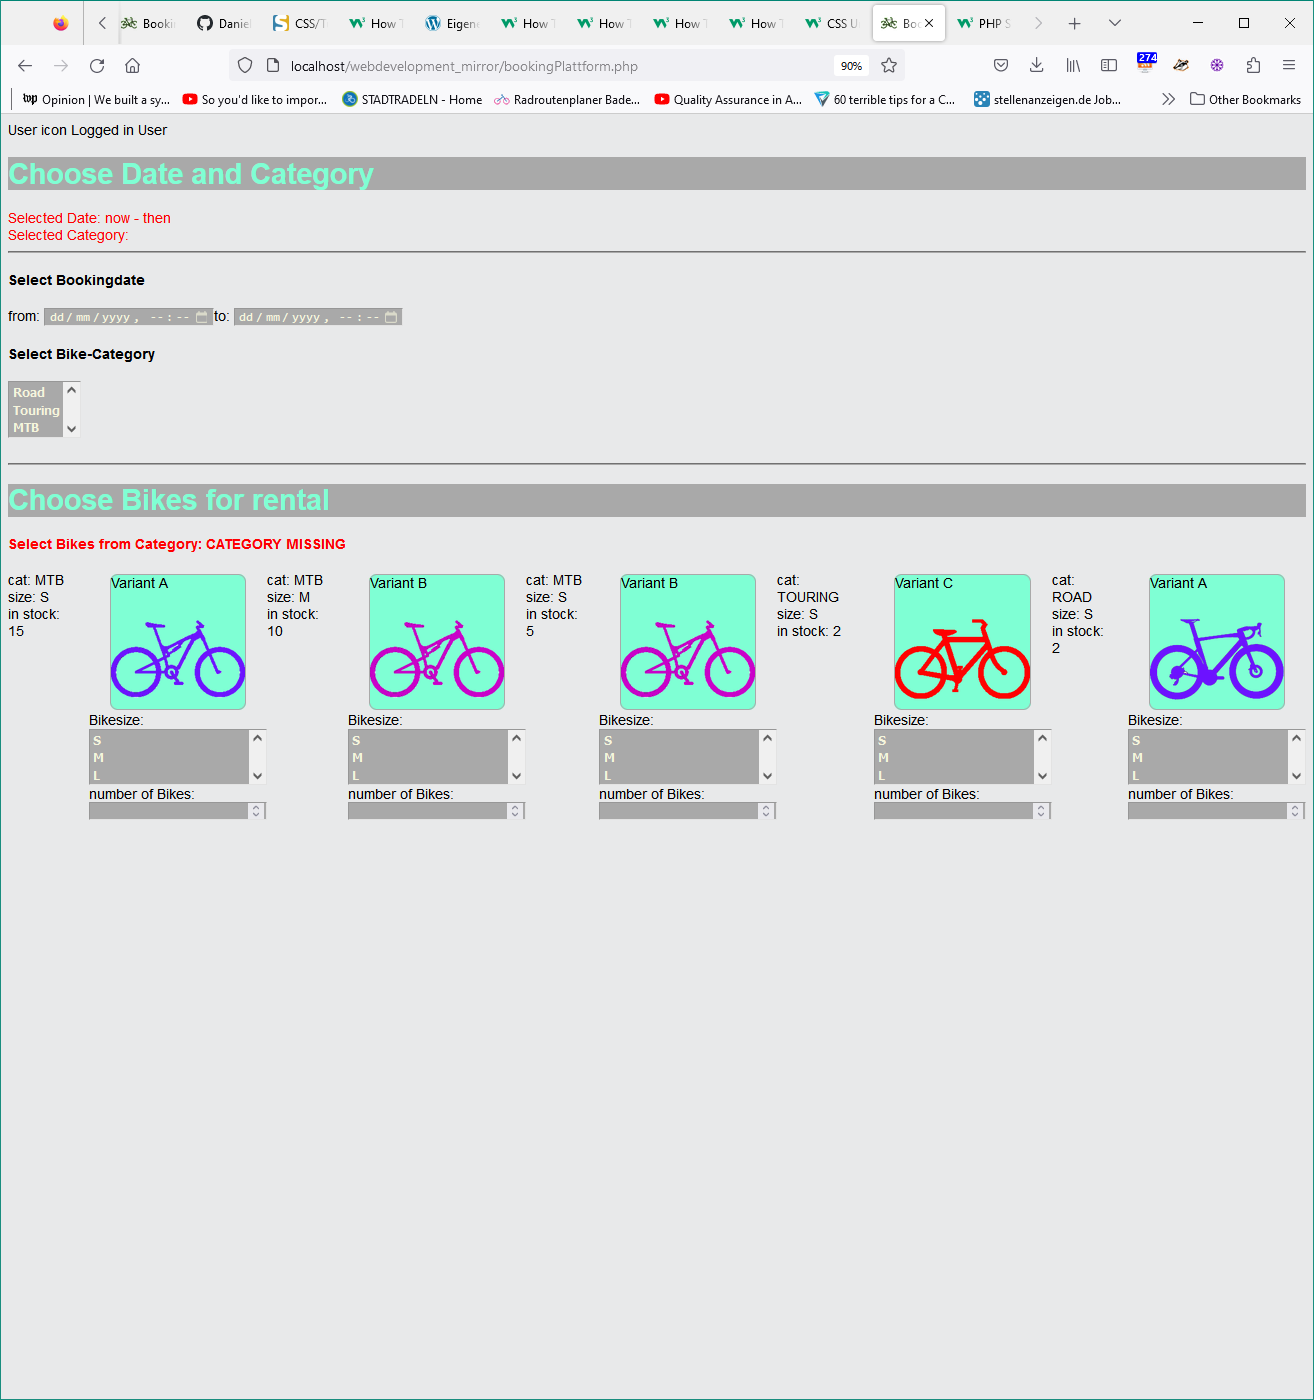 Booki
Daniel
CSS/T
How T
Eigene
How T
How T
How T
How T
CSS U
Boo
PHP S
localhost/webdevelopment_mirror/bookingPlattform.php
90%
274
Opinion | We built a sy...
So you'd like to impor...
STADTRADELN - Home
Radroutenplaner Bade...
Quality Assurance in A...
60 terrible tips for a C...
stellenanzeigen.de Job...
Other Bookmarks
User icon Logged in User
Choose Date and Category
Selected Date: now - then
Selected Category:
Select Bookingdate
from: dd/mm/yyyy, --:-- to: dd/mm/yyyy, --:--
Select Bike-Category
Road
Touring
MTB
Choose Bikes for rental
Select Bikes from Category: CATEGORY MISSING
cat: MTB
size: S
in stock:
15
Variant A
Bikesize:
S
M
L
number of Bikes:
cat: MTB
size: M
in stock:
10
Variant B
Bikesize:
S
M
L
number of Bikes:
cat: MTB
size: S
in stock:
5
Variant B
Bikesize:
S
M
L
number of Bikes:
cat:
TOURING
size: S
in stock: 2
Variant C
Bikesize:
S
M
L
number of Bikes:
cat:
ROAD
size: S
in stock:
2
Variant A
Bikesize:
S
M
L
number of Bikes: